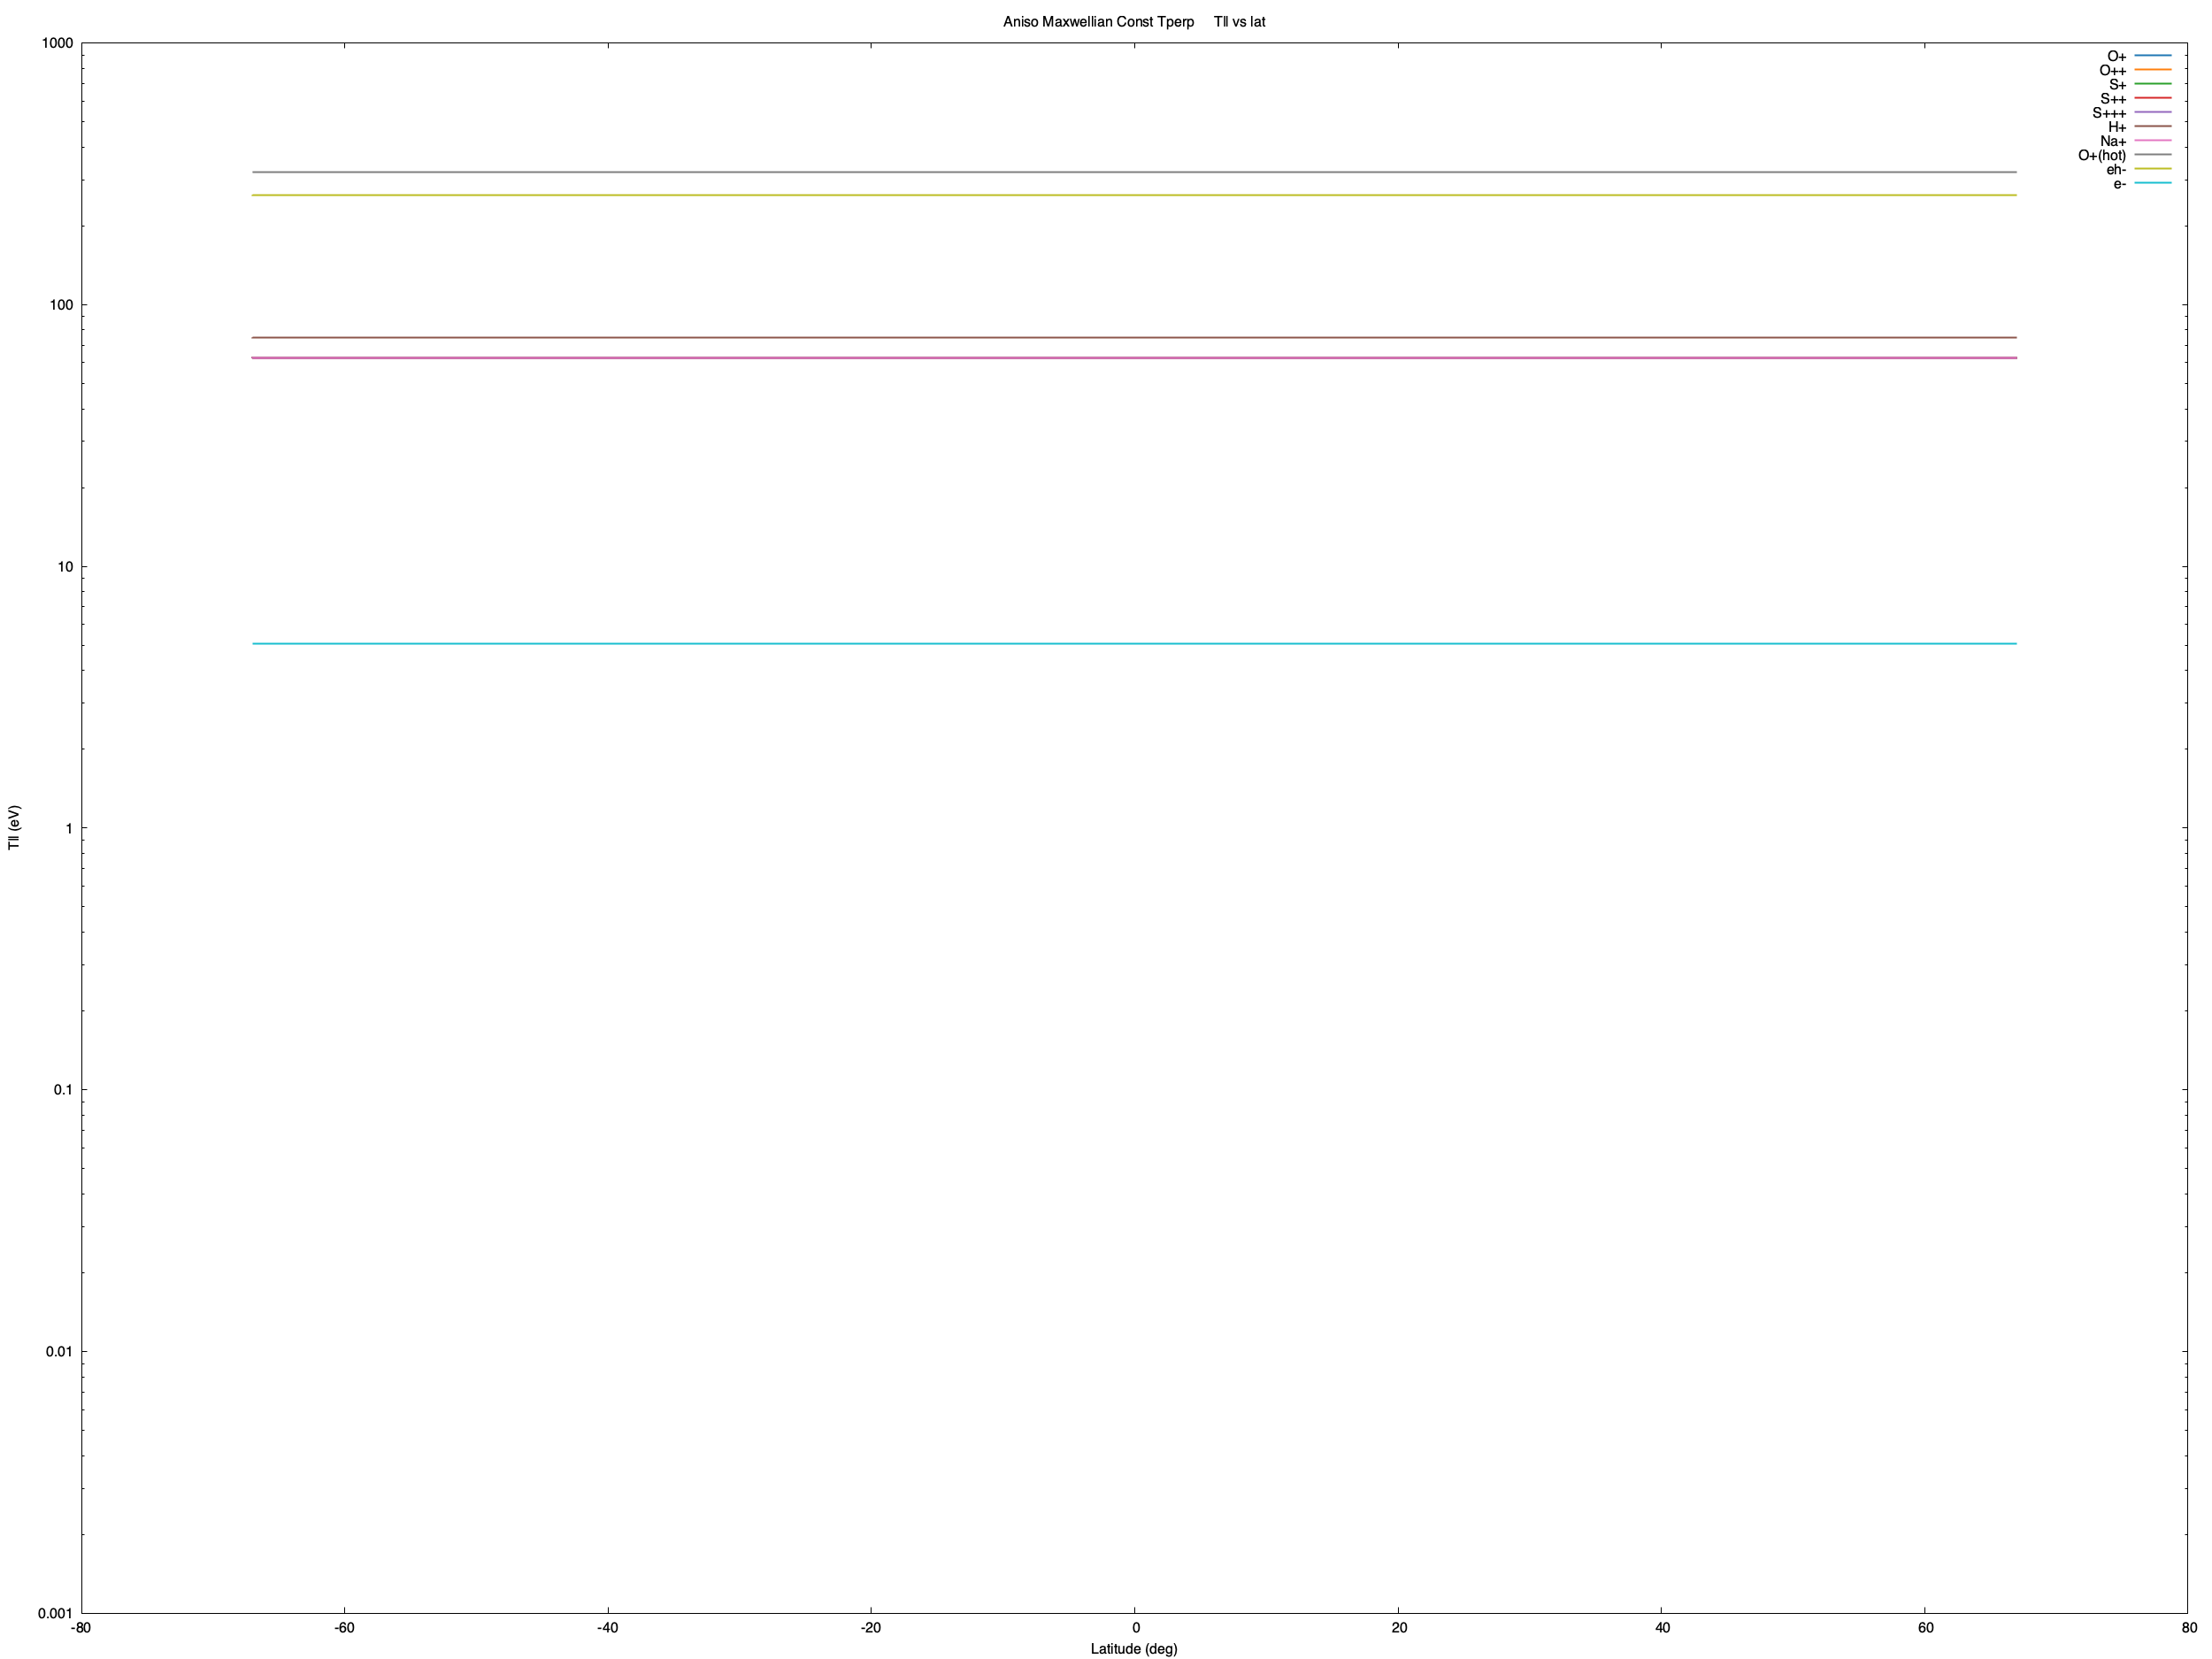 Aniso Maxwellian Const Tperp Tll vs lat
1000
100
10
1
0.1
0.01
0.001
Tll (eV)
O+
O++
S+
S++
S+++
H+
Na+
O+(hot)
eh-
e-
-80 -60 -40 -20 0 20 40 60 80
Latitude (deg)